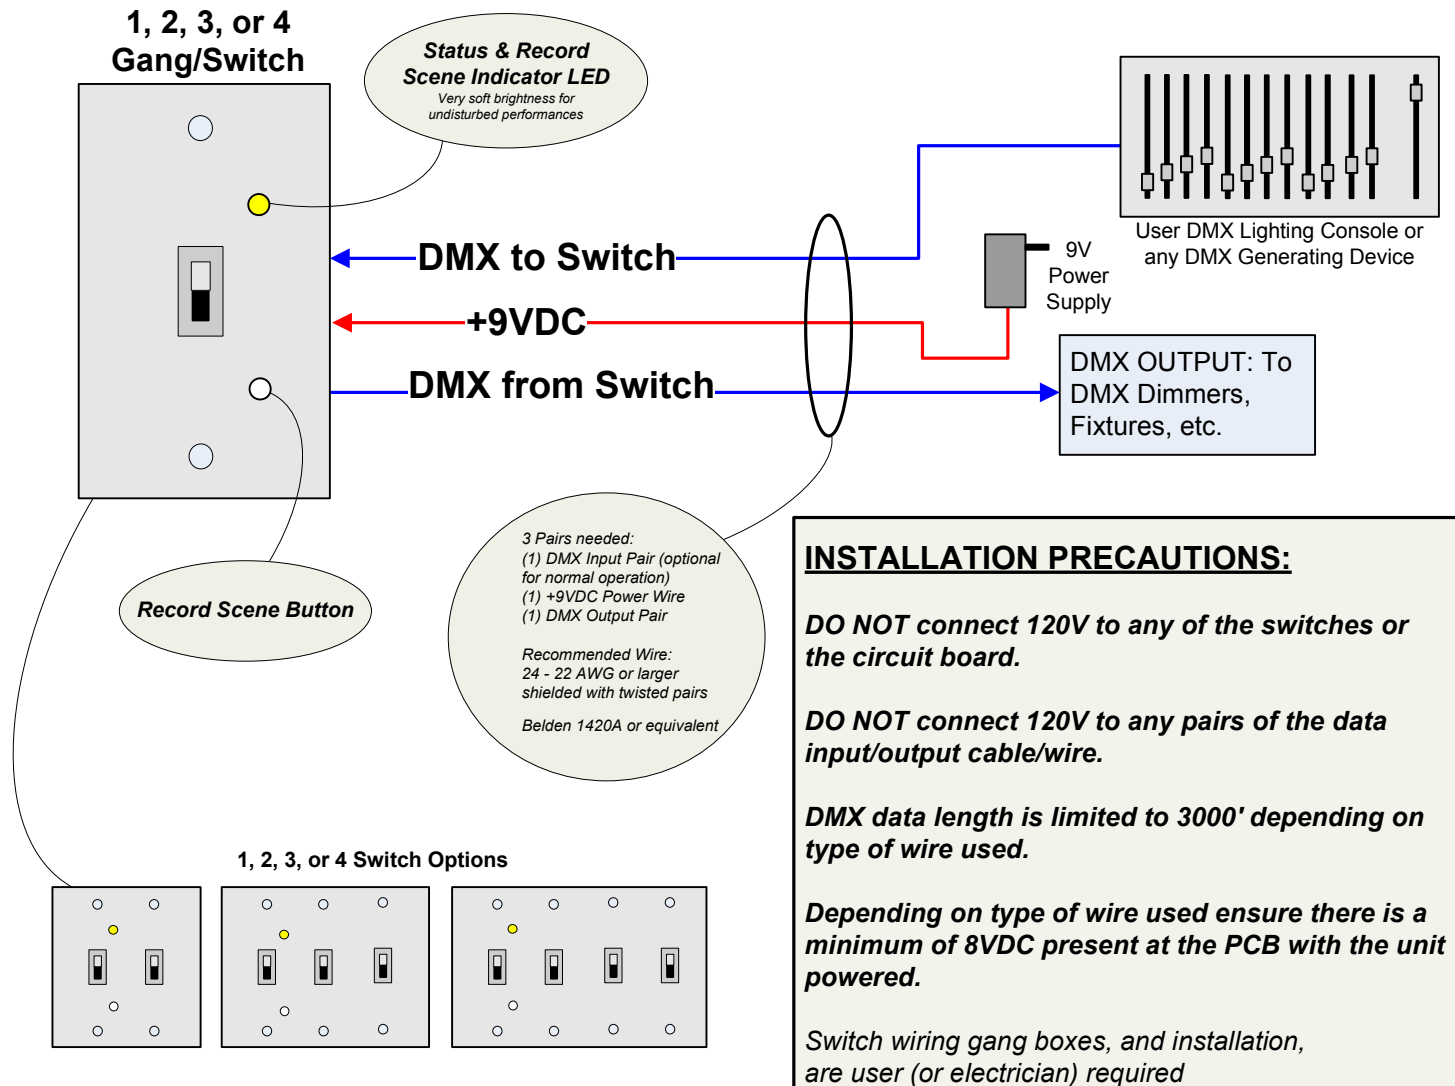 1, 2, 3, or 4
Gang/Switch
Status & Record
Scene Indicator LED
Very soft brightness for
undisturbed performances
User DMX Lighting Console or
any DMX Generating Device
DMX to Switch
9V
Power
Supply
+9VDC
DMX from Switch
DMX OUTPUT: To
DMX Dimmers,
Fixtures, etc.
Record Scene Button
3 Pairs needed:
(1) DMX Input Pair (optional
for normal operation)
(1) +9VDC Power Wire
(1) DMX Output Pair
Recommended Wire:
24 - 22 AWG or larger
shielded with twisted pairs
Belden 1420A or equivalent
INSTALLATION PRECAUTIONS:
DO NOT connect 120V to any of the switches or
the circuit board.
DO NOT connect 120V to any pairs of the data
input/output cable/wire.
DMX data length is limited to 3000' depending on
type of wire used.
Depending on type of wire used ensure there is a
minimum of 8VDC present at the PCB with the unit
powered.
Switch wiring gang boxes, and installation,
are user (or electrician) required
1, 2, 3, or 4 Switch Options